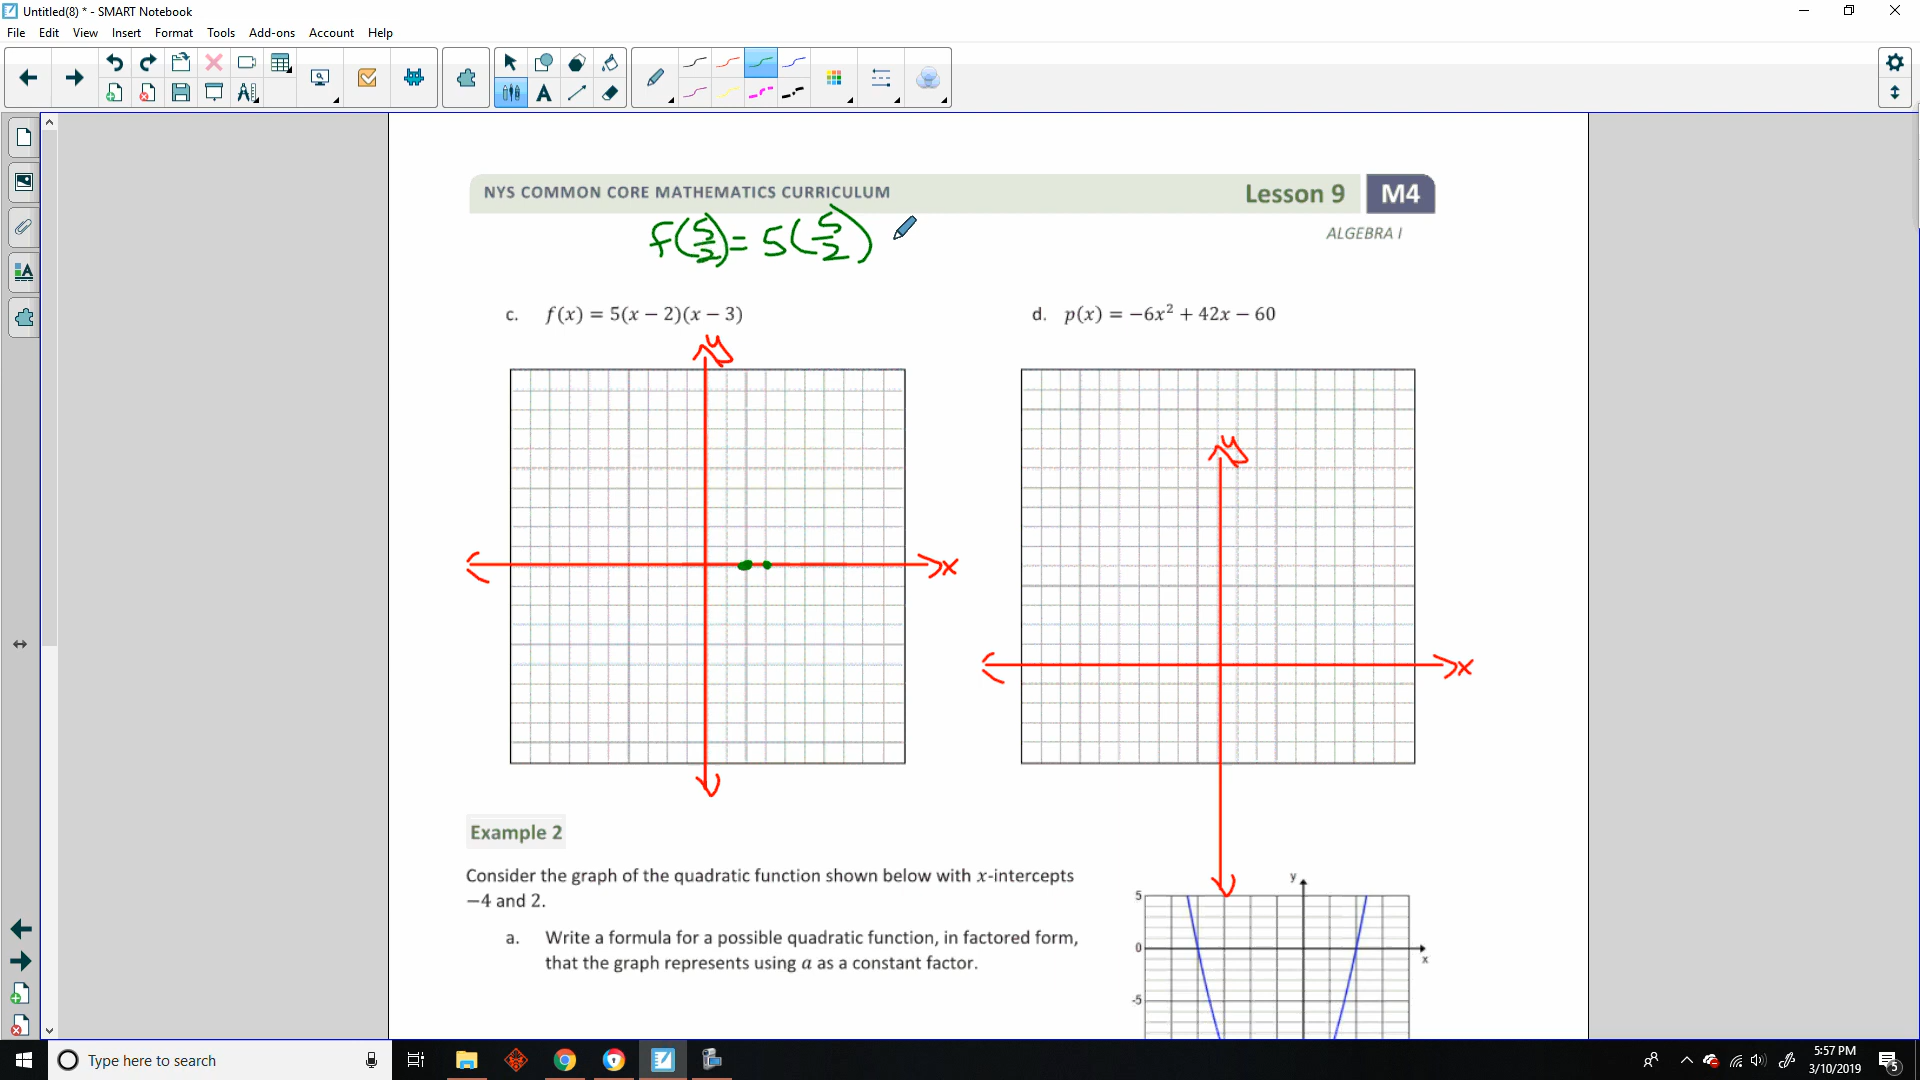 Untitled(8) * - SMART Notebook
File Edit View Insert Format Tools Add-ons Account Help
NYS COMMON CORE MATHEMATICS CURRICULUM Lesson 9 M4
ALGEBRA I
f(5/2) = 5(5/2)
c. f(x) = 5(x − 2)(x − 3) d. p(x) = −6x² + 42x − 60
y
y
x
x
Example 2
Consider the graph of the quadratic function shown below with x-intercepts
−4 and 2.
a. Write a formula for a possible quadratic function, in factored form,
that the graph represents using a as a constant factor.
y
5
0
x
-5
Type here to search
5:57 PM
3/10/2019
5